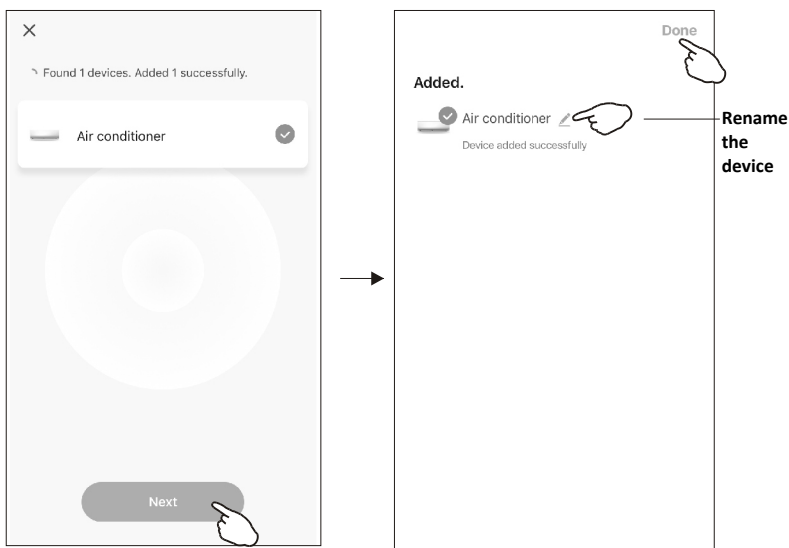 Found 1 devices. Added 1 successfully.
Air conditioner
Next
Done
Added.
Air conditioner
Device added successfully
Rename
the
device